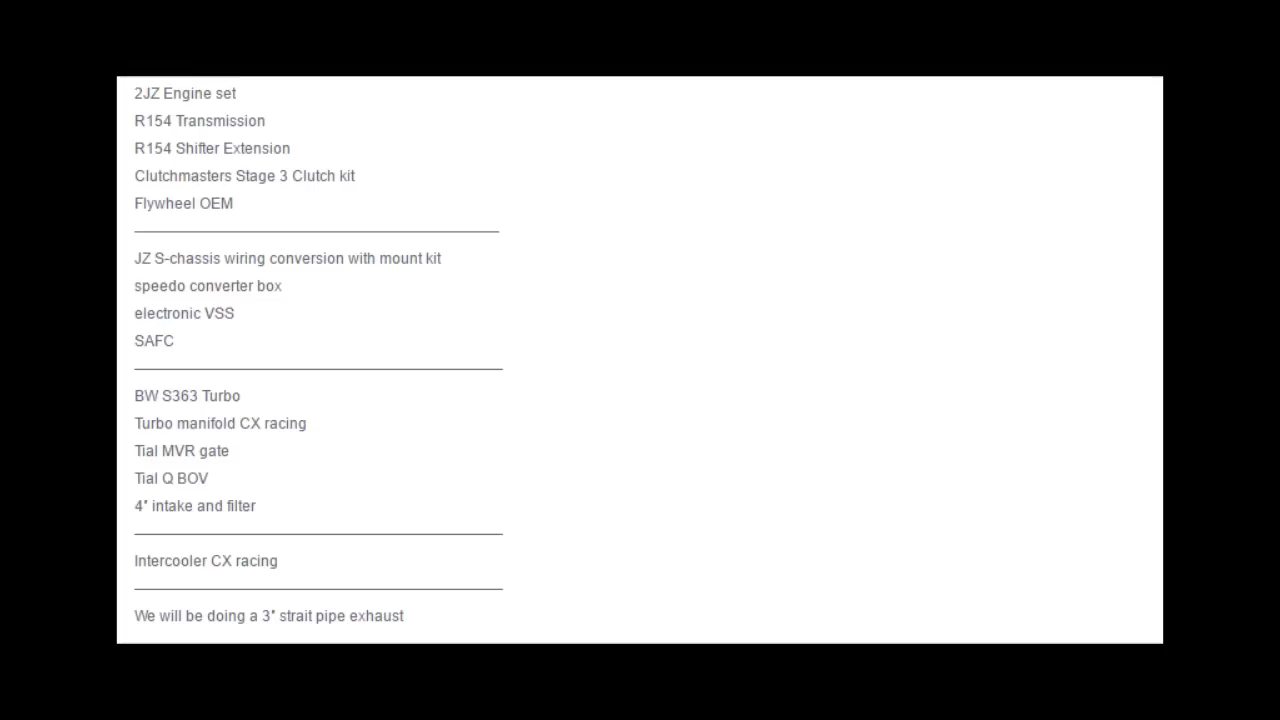 2JZ Engine set
R154 Transmission
R154 Shifter Extension
Clutchmasters Stage 3 Clutch kit
Flywheel OEM
JZ S-chassis wiring conversion with mount kit
speedo converter box
electronic VSS
SAFC
BW S363 Turbo
Turbo manifold CX racing
Tial MVR gate
Tial Q BOV
4" intake and filter
Intercooler CX racing
We will be doing a 3" strait pipe exhaust